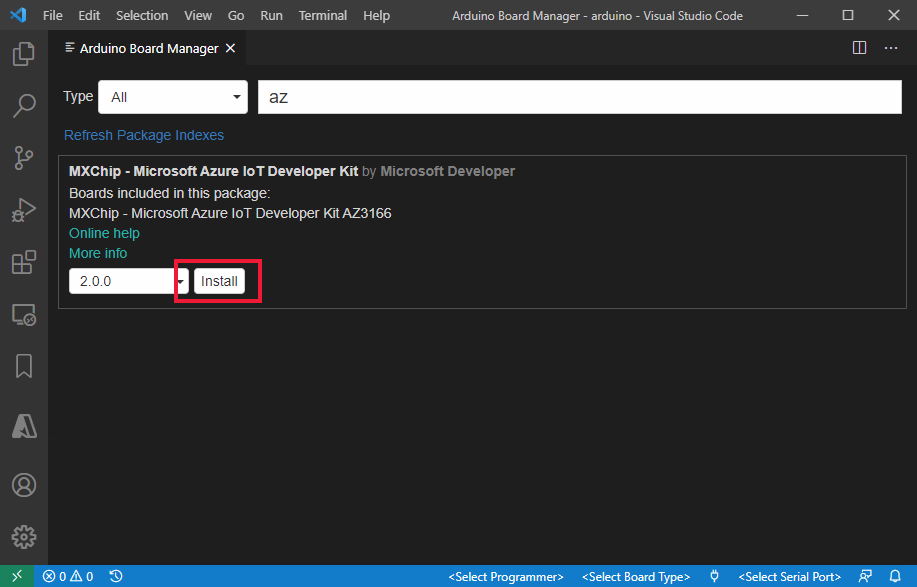 File Edit Selection View Go Run Terminal Help Arduino Board Manager - arduino - Visual Studio Code
Arduino Board Manager
Type All az
Refresh Package Indexes
MXChip - Microsoft Azure IoT Developer Kit by Microsoft Developer
Boards included in this package:
MXChip - Microsoft Azure IoT Developer Kit AZ3166
Online help
More info
2.0.0 Install
0 0 <Select Programmer> <Select Board Type> <Select Serial Port>